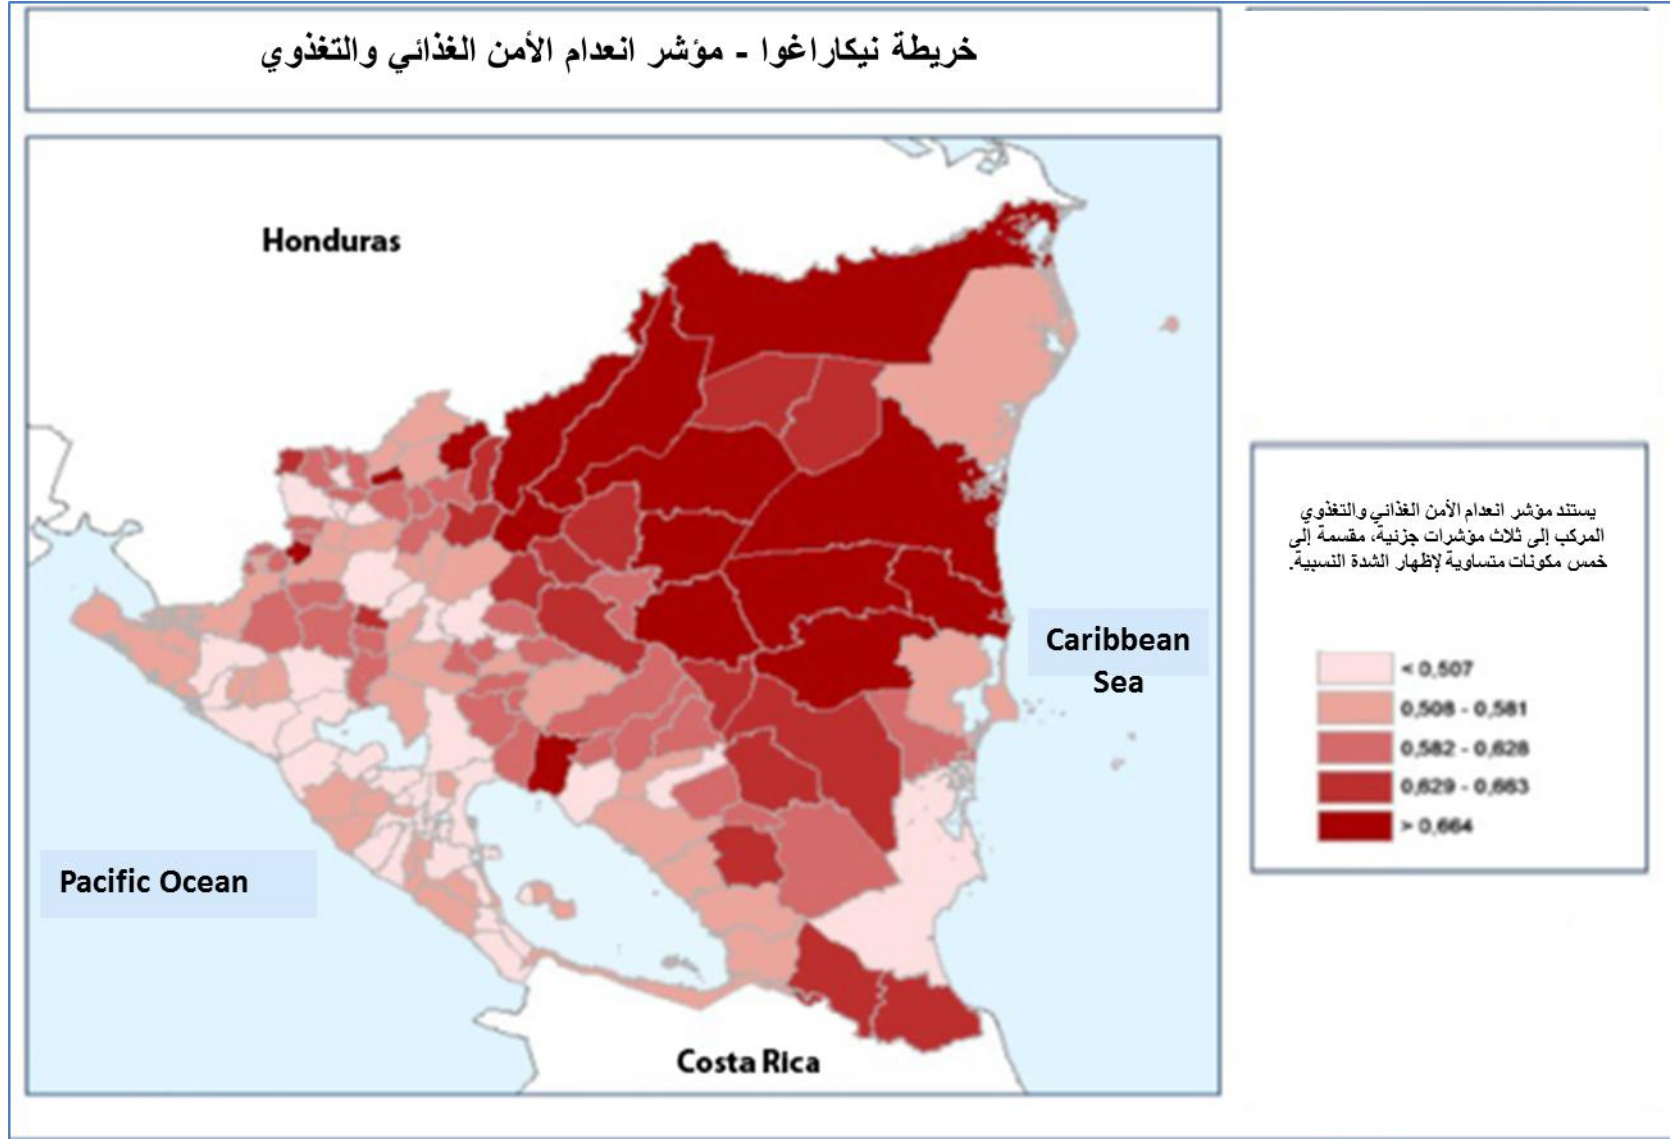 خريطة نيكاراغوا - مؤشر انعدام الأمن الغذائي والتغذوي
Honduras
Caribbean
Sea
Pacific Ocean
Costa Rica
يستند مؤشر انعدام الأمن الغذائي والتغذوي
المركب إلى ثلاث مؤشرات جزئية، مقسمة إلى
خمس مكونات متساوية لإظهار الشدة النسبية.
< 0,507
0,508 - 0,581
0,582 - 0,628
0,629 - 0,663
> 0,664